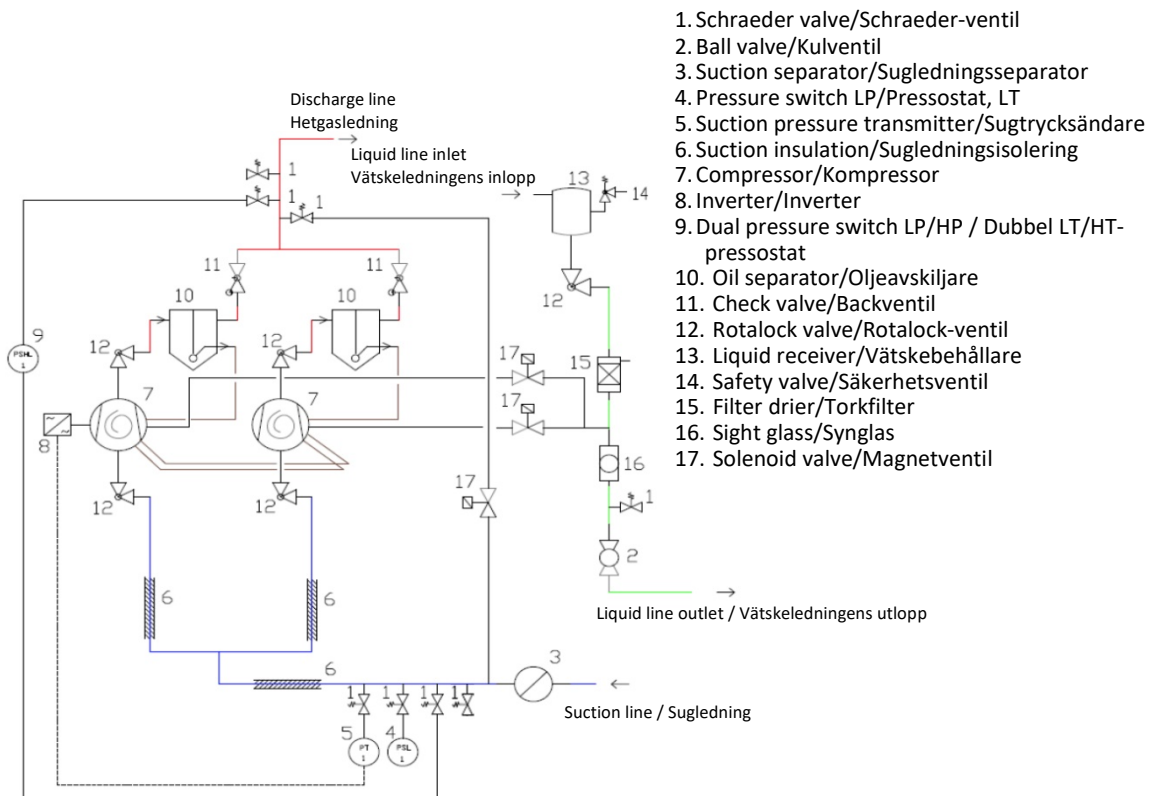 1. Schraeder valve/Schraeder-ventil
2. Ball valve/Kulventil
3. Suction separator/Sugledningsseparator
4. Pressure switch LP/Pressostat, LT
5. Suction pressure transmitter/Sugtrycksändare
6. Suction insulation/Sugledningsisolering
7. Compressor/Kompressor
8. Inverter/Inverter
9. Dual pressure switch LP/HP / Dubbel LT/HT-
pressostat
10. Oil separator/Oljeavskiljare
11. Check valve/Backventil
12. Rotalock valve/Rotalock-ventil
13. Liquid receiver/Vätskebehållare
14. Safety valve/Säkerhetsventil
15. Filter drier/Torkfilter
16. Sight glass/Synglas
17. Solenoid valve/Magnetventil
Discharge line
Hetgasledning
Liquid line inlet
Vätskeledningens inlopp
1
1
1
13
14
11
11
10
10
12
9
PSHL
1
12
12
17
15
7
7
17
8
16
12
12
17
1
2
6
6
Liquid line outlet / Vätskeledningens utlopp
6
3
1
1
1
1
Suction line / Sugledning
5
PT
1
4
PSL
1